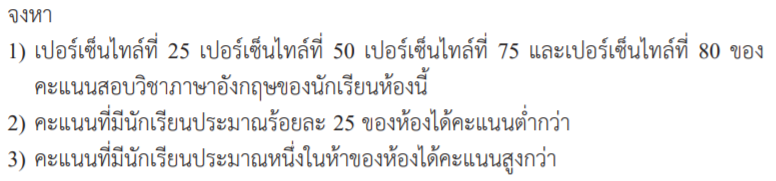 จงหา
1) เปอร์เซ็นไทล์ที่ 25 เปอร์เซ็นไทล์ที่ 50 เปอร์เซ็นไทล์ที่ 75 และเปอร์เซ็นไทล์ที่ 80 ของ
คะแนนสอบวิชาภาษาอังกฤษของนักเรียนห้องนี้
2) คะแนนที่มีนักเรียนประมาณร้อยละ 25 ของห้องได้คะแนนต่ำกว่า
3) คะแนนที่มีนักเรียนประมาณหนึ่งในห้าของห้องได้คะแนนสูงกว่า